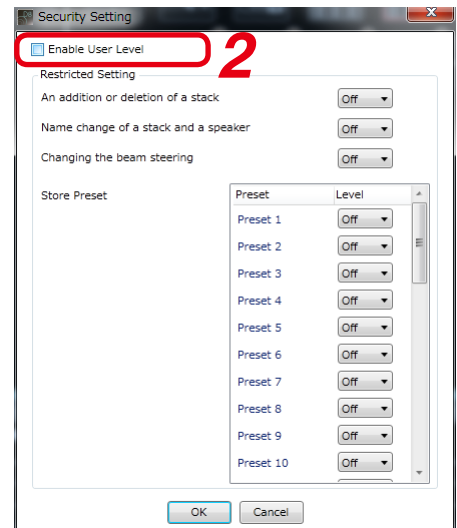 Security Setting
Enable User Level
2
Restricted Setting
An addition or deletion of a stack Off
Name change of a stack and a speaker Off
Changing the beam steering Off
Store Preset
Preset Level
Preset 1 Off
Preset 2 Off
Preset 3 Off
Preset 4 Off
Preset 5 Off
Preset 6 Off
Preset 7 Off
Preset 8 Off
Preset 9 Off
Preset 10 Off
OK Cancel